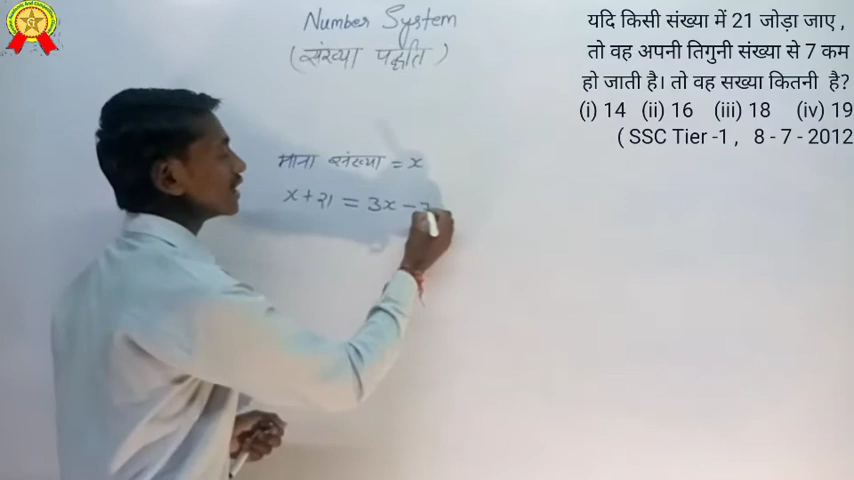 Number System
(संख्या पद्धति)
यदि किसी संख्या में 21 जोड़ा जाए ,
तो वह अपनी तिगुनी संख्या से 7 कम
हो जाती है। तो वह सख्या कितनी है?
(i) 14 (ii) 16 (iii) 18 (iv) 19
( SSC Tier -1 , 8 - 7 - 2012
माना संख्या = x
x + 21 = 3x - 7